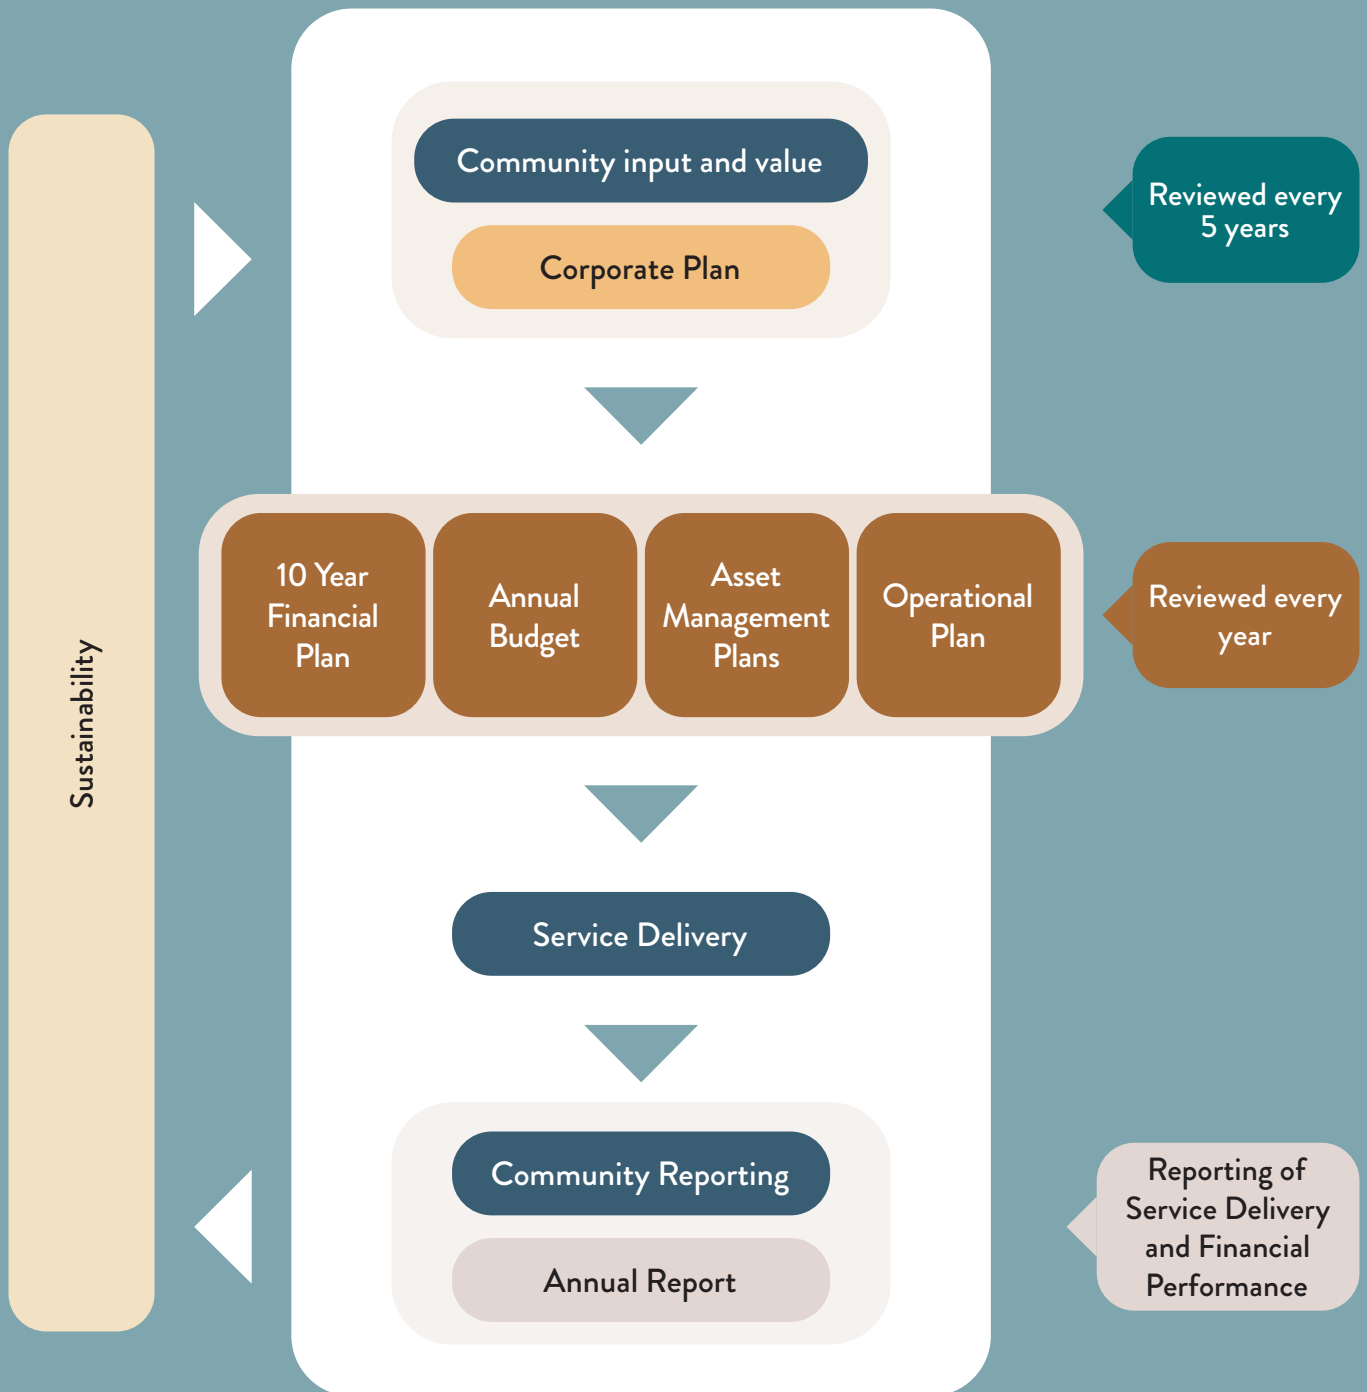 Community input and value
Corporate Plan
Reviewed every
5 years
Sustainability
10 Year
Financial
Plan
Annual
Budget
Asset
Management
Plans
Operational
Plan
Reviewed every
year
Service Delivery
Community Reporting
Annual Report
Reporting of
Service Delivery
and Financial
Performance